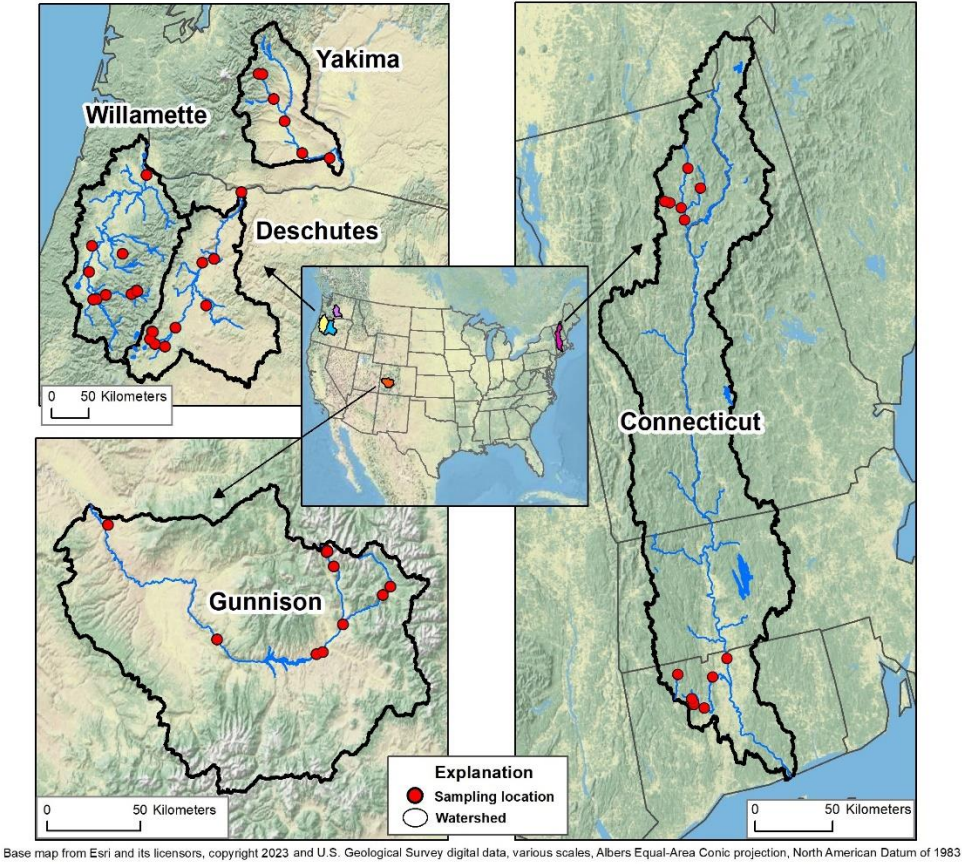 Yakima
Willamette
Deschutes
0 50 Kilometers
Connecticut
Gunnison
Explanation
Sampling location
Watershed
0 50 Kilometers
0 50 Kilometers
Base map from Esri and its licensors, copyright 2023 and U.S. Geological Survey digital data, various scales, Albers Equal-Area Conic projection, North American Datum of 1983